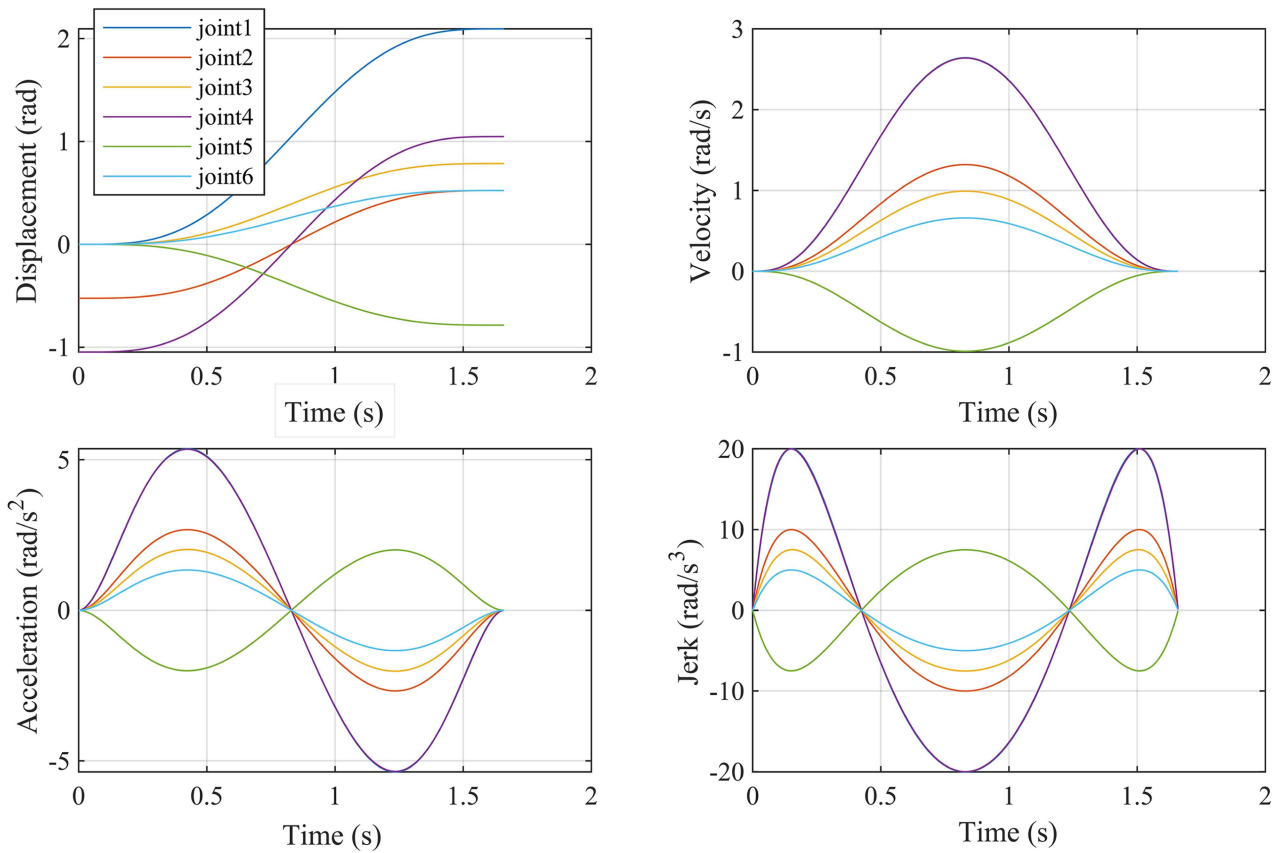 joint1
joint2
joint3
joint4
joint5
joint6
2
1
0
-1
Displacement (rad)
0 0.5 1 1.5 2
Time (s)
3
2
1
0
-1
Velocity (rad/s)
0 0.5 1 1.5 2
Time (s)
5
0
-5
Acceleration (rad/s²)
0 0.5 1 1.5 2
Time (s)
20
10
0
-10
-20
Jerk (rad/s³)
0 0.5 1 1.5 2
Time (s)